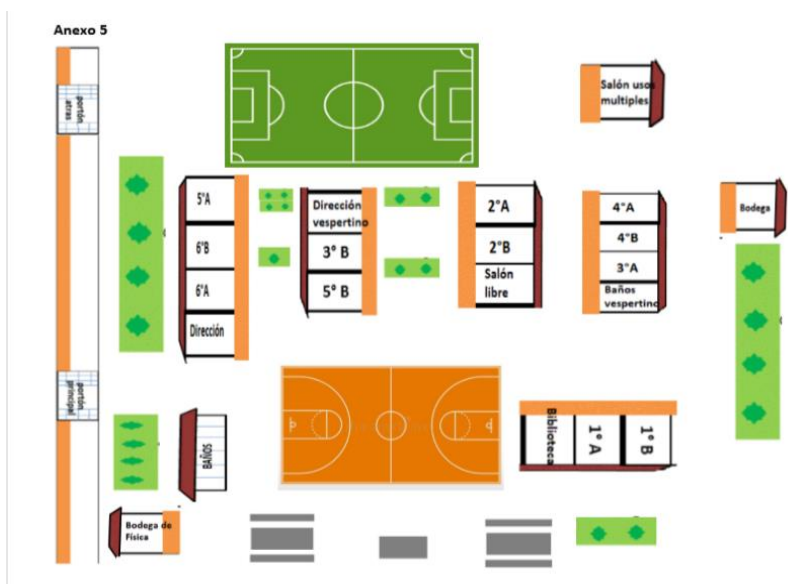 Anexo 5
portón
atras
Salón usos
multiples
5°A
6°B
6°A
Dirección
Dirección
vespertino
3° B
5° B
2°A
2°B
Salón
libre
4°A
4°B
3°A
Baños
vespertino
Bodega
portón
principal
BAÑOS
Biblioteca
1° A
1° B
Bodega de
Física